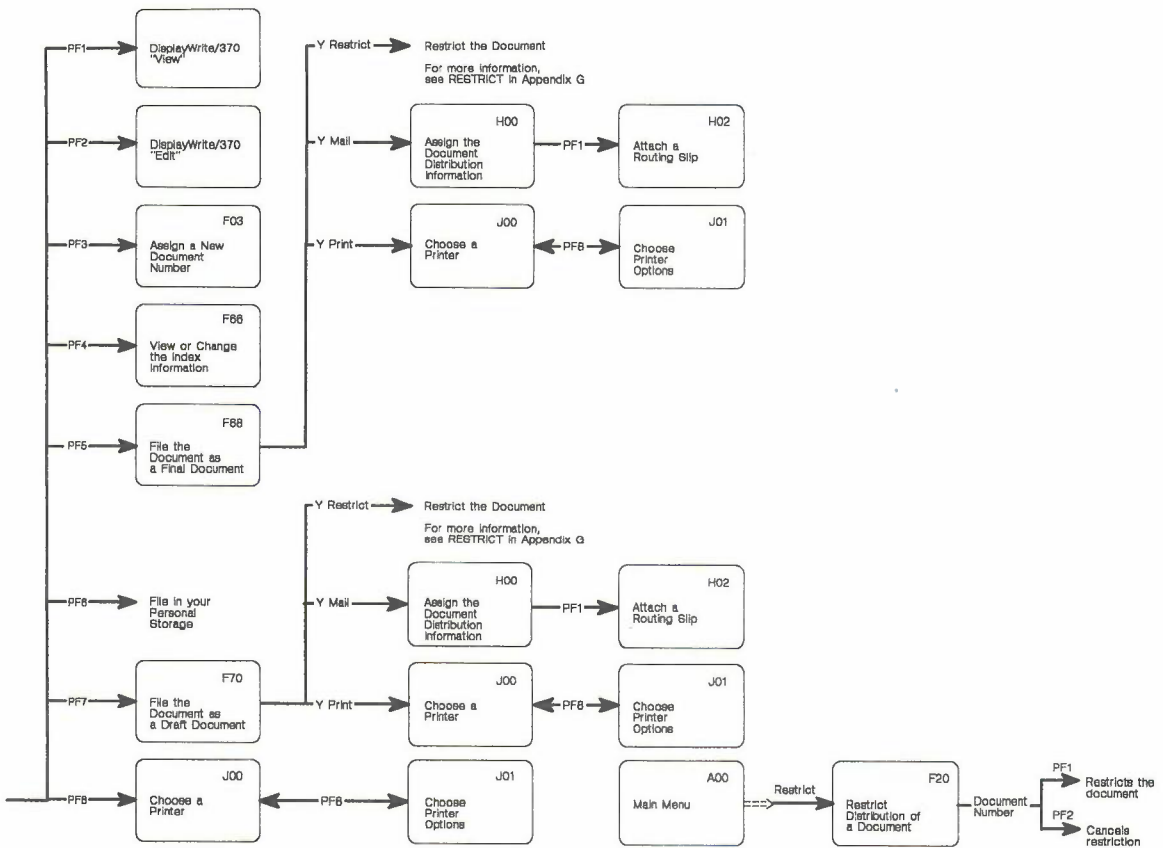 PF1
DisplayWrite/370
"View"
PF2
DisplayWrite/370
"Edit"
PF3
F03
Assign a New
Document
Number
PF4
F66
View or Change
the Index
Information
PF5
F68
File the
Document as
a Final Document
Y Restrict
Restrict the Document
For more information,
see RESTRICT in Appendix G
Y Mail
H00
Assign the
Document
Distribution
Information
PF1
H02
Attach a
Routing Slip
Y Print
J00
Choose a
Printer
PF8
J01
Choose
Printer
Options
PF6
File in your
Personal
Storage
PF7
F70
File the
Document as
a Draft Document
Y Restrict
Restrict the Document
For more information,
see RESTRICT in Appendix G
Y Mail
H00
Assign the
Document
Distribution
Information
PF1
H02
Attach a
Routing Slip
Y Print
J00
Choose a
Printer
PF8
J01
Choose
Printer
Options
PF8
J00
Choose a
Printer
PF8
J01
Choose
Printer
Options
A00
Main Menu
Restrict
F20
Restrict
Distribution of
a Document
Document
Number
PF1
Restricts the
document
PF2
Cancels
restriction